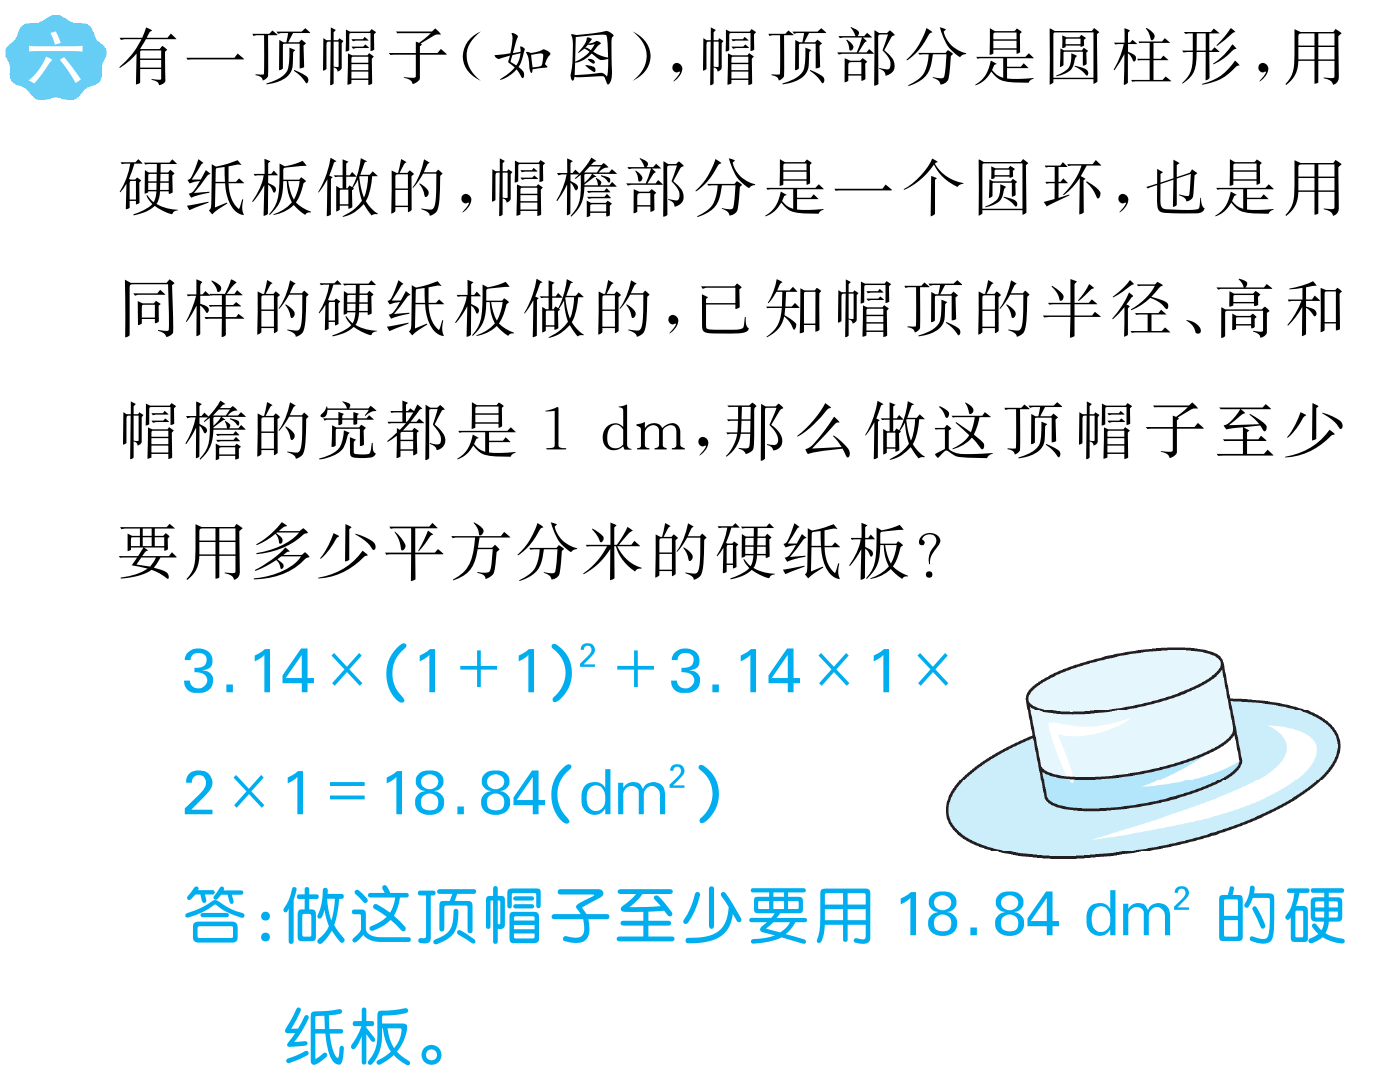 六 有一顶帽子(如图),帽顶部分是圆柱形,用
硬纸板做的,帽檐部分是一个圆环,也是用
同样的硬纸板做的,已知帽顶的半径、高和
帽檐的宽都是 1 dm,那么做这顶帽子至少
要用多少平方分米的硬纸板?
3.14×(1+1)²+3.14×1×
2×1=18.84(dm²)
答:做这顶帽子至少要用 18.84 dm² 的硬
纸板。